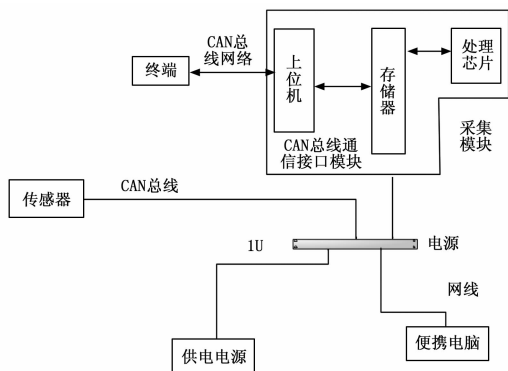 CAN总
线网络
终端
上
位
机
存
储
器
处理
芯片
CAN总线通
信接口模块
采集
模块
传感器
CAN总线
1U
电源
网线
供电电源
便携电脑